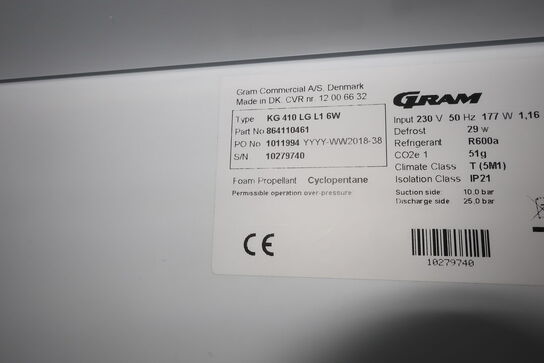 Gram Commercial A/S, Denmark
Made in DK. CVR nr. 12 00 66 32
Type KG 410 LG L1 6W
Part No 864110461
PO No 1011994 YYYY-WW2018-38
S/N 10279740
Foam Propellant Cyclopentane
Permissible operation over-pressure:
GRAM
Input 230 V 50 Hz 177 W 1,16
Defrost 29 w
Refrigerant R600a
CO2e 1 51g
Climate Class T (5M1)
Isolation Class IP21
Suction side: 10.0 bar
Discharge side: 25.0 bar
CE
10279740